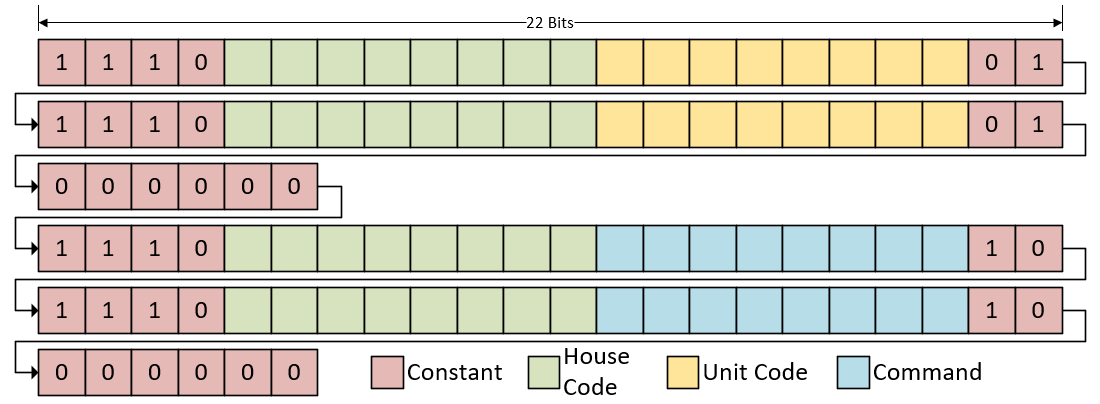 22 Bits
1 1 1 0 0 1
1 1 1 0 0 1
0 0 0 0 0 0
1 1 1 0 1 0
1 1 1 0 1 0
0 0 0 0 0 0
Constant
House
Code
Unit Code
Command